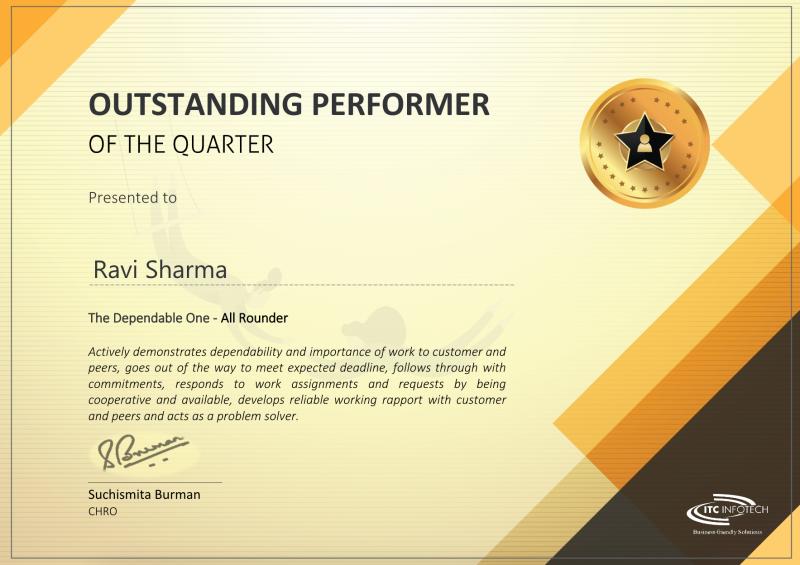 OUTSTANDING PERFORMER
OF THE QUARTER
Presented to
Ravi Sharma
The Dependable One - All Rounder
Actively demonstrates dependability and importance of work to customer and
peers, goes out of the way to meet expected deadline, follows through with
commitments, responds to work assignments and requests by being
cooperative and available, develops reliable working rapport with customer
and peers and acts as a problem solver.
SBurman
Suchismita Burman
CHRO
ITC INFOTECH
Business-friendly Solutions